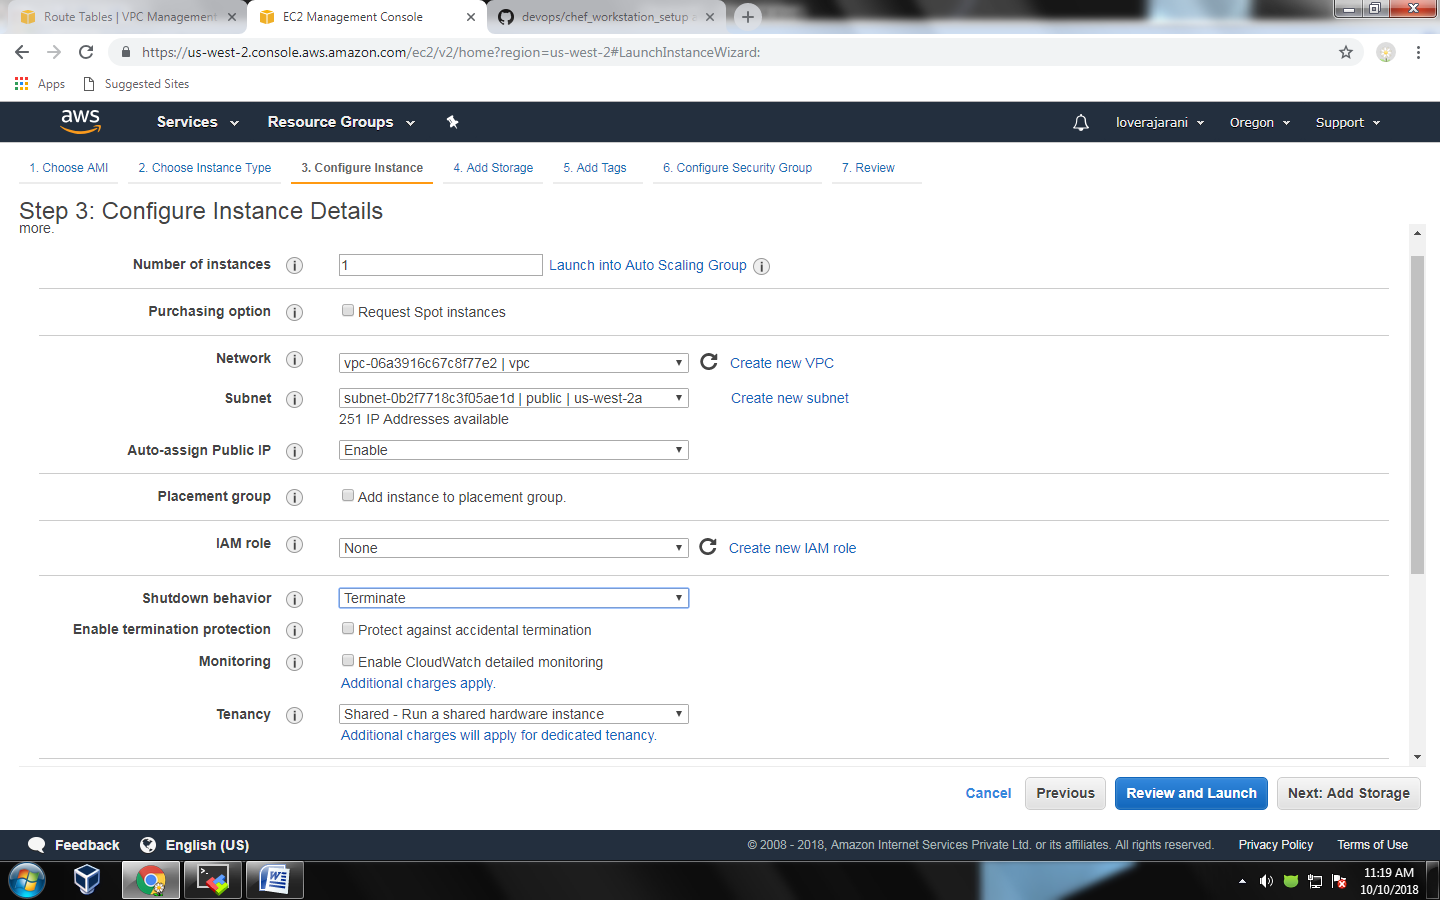 Route Tables | VPC Management
EC2 Management Console
devops/chef_workstation_setup
https://us-west-2.console.aws.amazon.com/ec2/v2/home?region=us-west-2#LaunchInstanceWizard:
Apps
Suggested Sites
aws
Services
Resource Groups
loverajarani
Oregon
Support
1. Choose AMI
2. Choose Instance Type
3. Configure Instance
4. Add Storage
5. Add Tags
6. Configure Security Group
7. Review
Step 3: Configure Instance Details
more.
Number of instances
1
Launch into Auto Scaling Group
Purchasing option
Request Spot instances
Network
vpc-06a3916c67c8f77e2 | vpc
Create new VPC
Subnet
subnet-0b2f7718c3f05ae1d | public | us-west-2a
Create new subnet
251 IP Addresses available
Auto-assign Public IP
Enable
Placement group
Add instance to placement group.
IAM role
None
Create new IAM role
Shutdown behavior
Terminate
Enable termination protection
Protect against accidental termination
Monitoring
Enable CloudWatch detailed monitoring
Additional charges apply.
Tenancy
Shared - Run a shared hardware instance
Additional charges will apply for dedicated tenancy.
Cancel
Previous
Review and Launch
Next: Add Storage
Feedback
English (US)
© 2008 - 2018, Amazon Internet Services Private Ltd. or its affiliates. All rights reserved.
Privacy Policy
Terms of Use
11:19 AM
10/10/2018